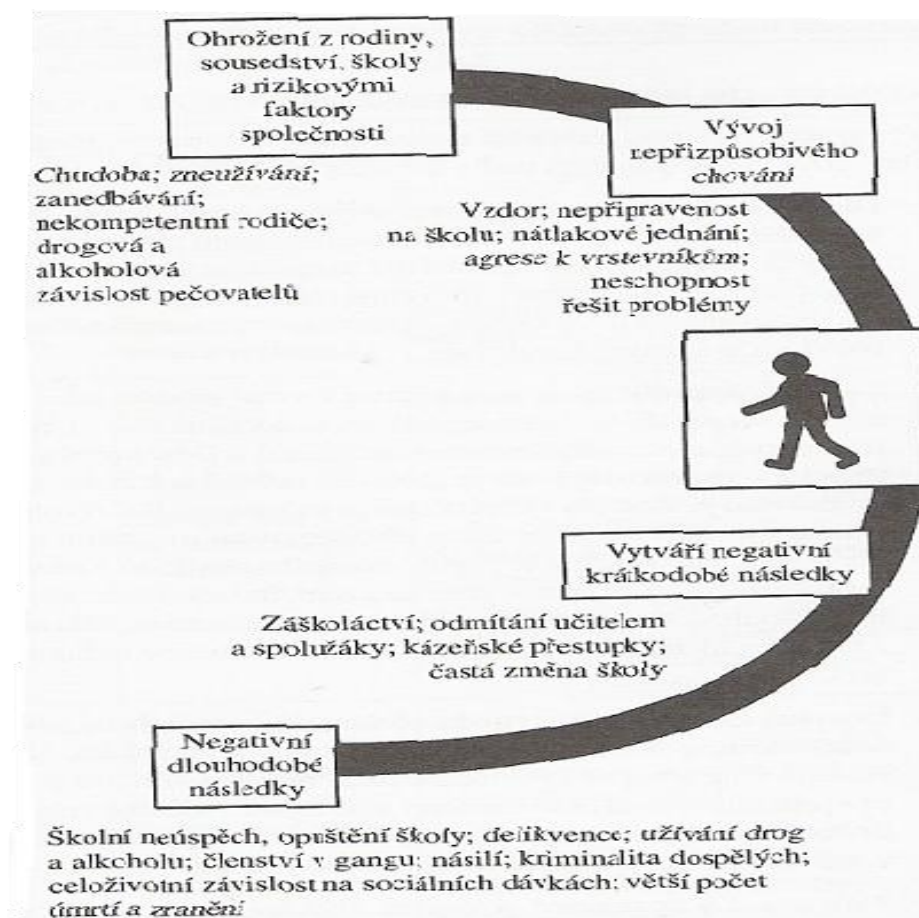 Ohrožení z rodiny,
sousedství, školy
a rizikovými
faktory
společnosti
Chudoba; zneužívání;
zanedbávání;
nekompetentní rodiče;
drogová a
alkoholová
závislost pečovatelů
Vývoj
nepřizpůsobivého
chování
Vzdor; nepřipravenost
na školu; nátlakové jednání;
agrese k vrstevníkům;
neschopnost
řešit problémy
Vytváří negativní
krátkodobé následky
Záškoláctví; odmítání učitelem
a spolužáky; kázeňské přestupky;
častá změna školy
Negativní
dlouhodobé
následky
Školní neúspěch, opuštění školy; delikvence; užívání drog
a alkoholu; členství v gangu; násilí; kriminalita dospělých;
celoživotní závislost na sociálních dávkách; větší počet
úmrtí a zranění